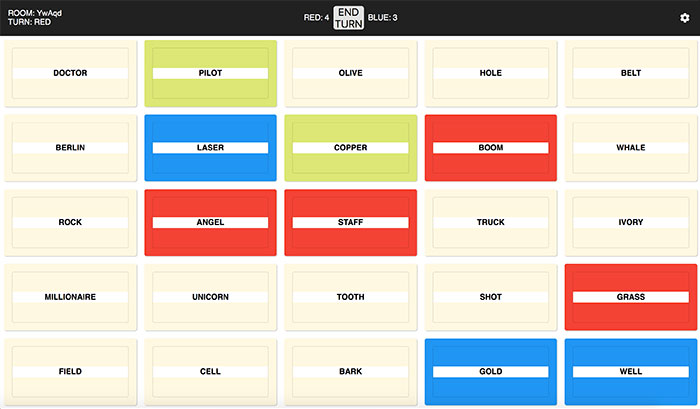 ROOM: YwAqd
TURN: RED
RED: 4 END TURN BLUE: 3
DOCTOR PILOT OLIVE HOLE BELT
BERLIN LASER COPPER BOOM WHALE
ROCK ANGEL STAFF TRUCK IVORY
MILLIONAIRE UNICORN TOOTH SHOT GRASS
FIELD CELL BARK GOLD WELL